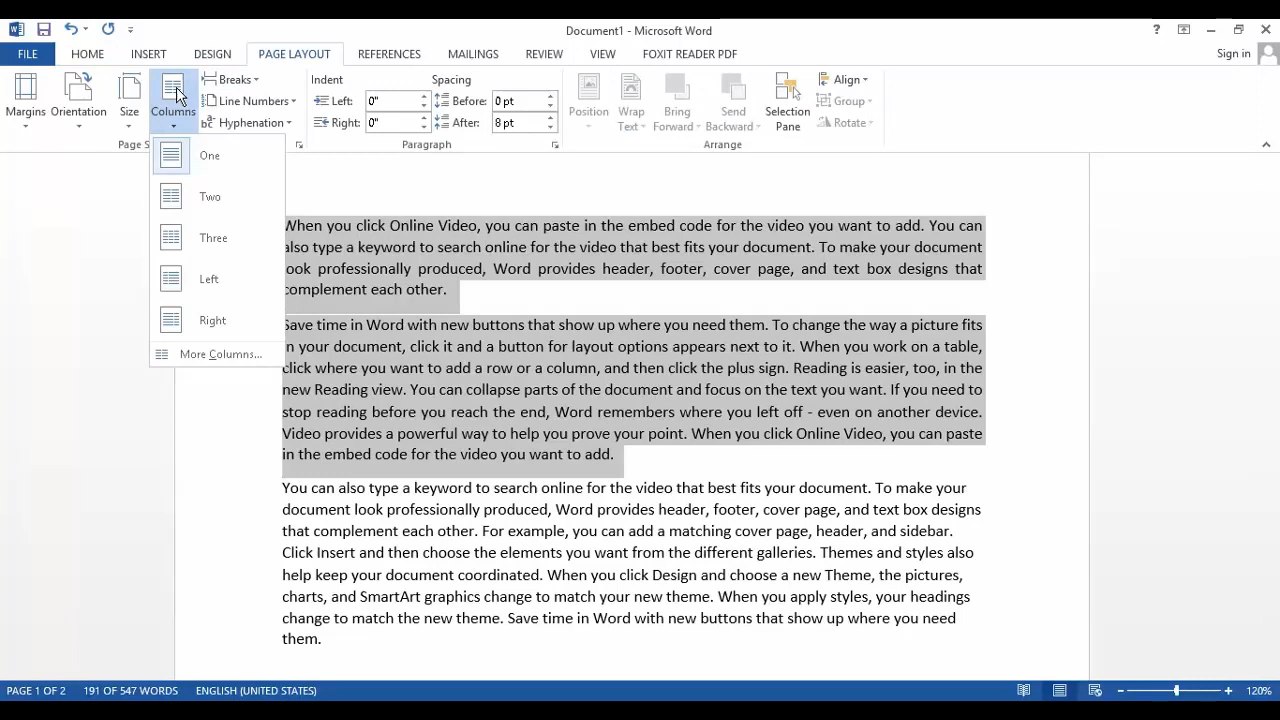 Document1 - Microsoft Word
?
FILE HOME INSERT DESIGN PAGE LAYOUT REFERENCES MAILINGS REVIEW VIEW FOXIT READER PDF Sign in
Margins Orientation Size Columns
Breaks
Line Numbers
Hyphenation
Page S
Indent
Left: 0"
Right: 0"
Spacing
Before: 0 pt
After: 8 pt
Paragraph
Position
Wrap
Text
Bring
Forward
Send
Backward
Selection
Pane
Align
Group
Rotate
Arrange
One
Two
Three
Left
Right
More Columns...
When you click Online Video, you can paste in the embed code for the video you want to add. You can
also type a keyword to search online for the video that best fits your document. To make your document
look professionally produced, Word provides header, footer, cover page, and text box designs that
complement each other.
Save time in Word with new buttons that show up where you need them. To change the way a picture fits
in your document, click it and a button for layout options appears next to it. When you work on a table,
click where you want to add a row or a column, and then click the plus sign. Reading is easier, too, in the
new Reading view. You can collapse parts of the document and focus on the text you want. If you need to
stop reading before you reach the end, Word remembers where you left off - even on another device.
Video provides a powerful way to help you prove your point. When you click Online Video, you can paste
in the embed code for the video you want to add.
You can also type a keyword to search online for the video that best fits your document. To make your
document look professionally produced, Word provides header, footer, cover page, and text box designs
that complement each other. For example, you can add a matching cover page, header, and sidebar.
Click Insert and then choose the elements you want from the different galleries. Themes and styles also
help keep your document coordinated. When you click Design and choose a new Theme, the pictures,
charts, and SmartArt graphics change to match your new theme. When you apply styles, your headings
change to match the new theme. Save time in Word with new buttons that show up where you need
them.
PAGE 1 OF 2 191 OF 547 WORDS ENGLISH (UNITED STATES) 120%